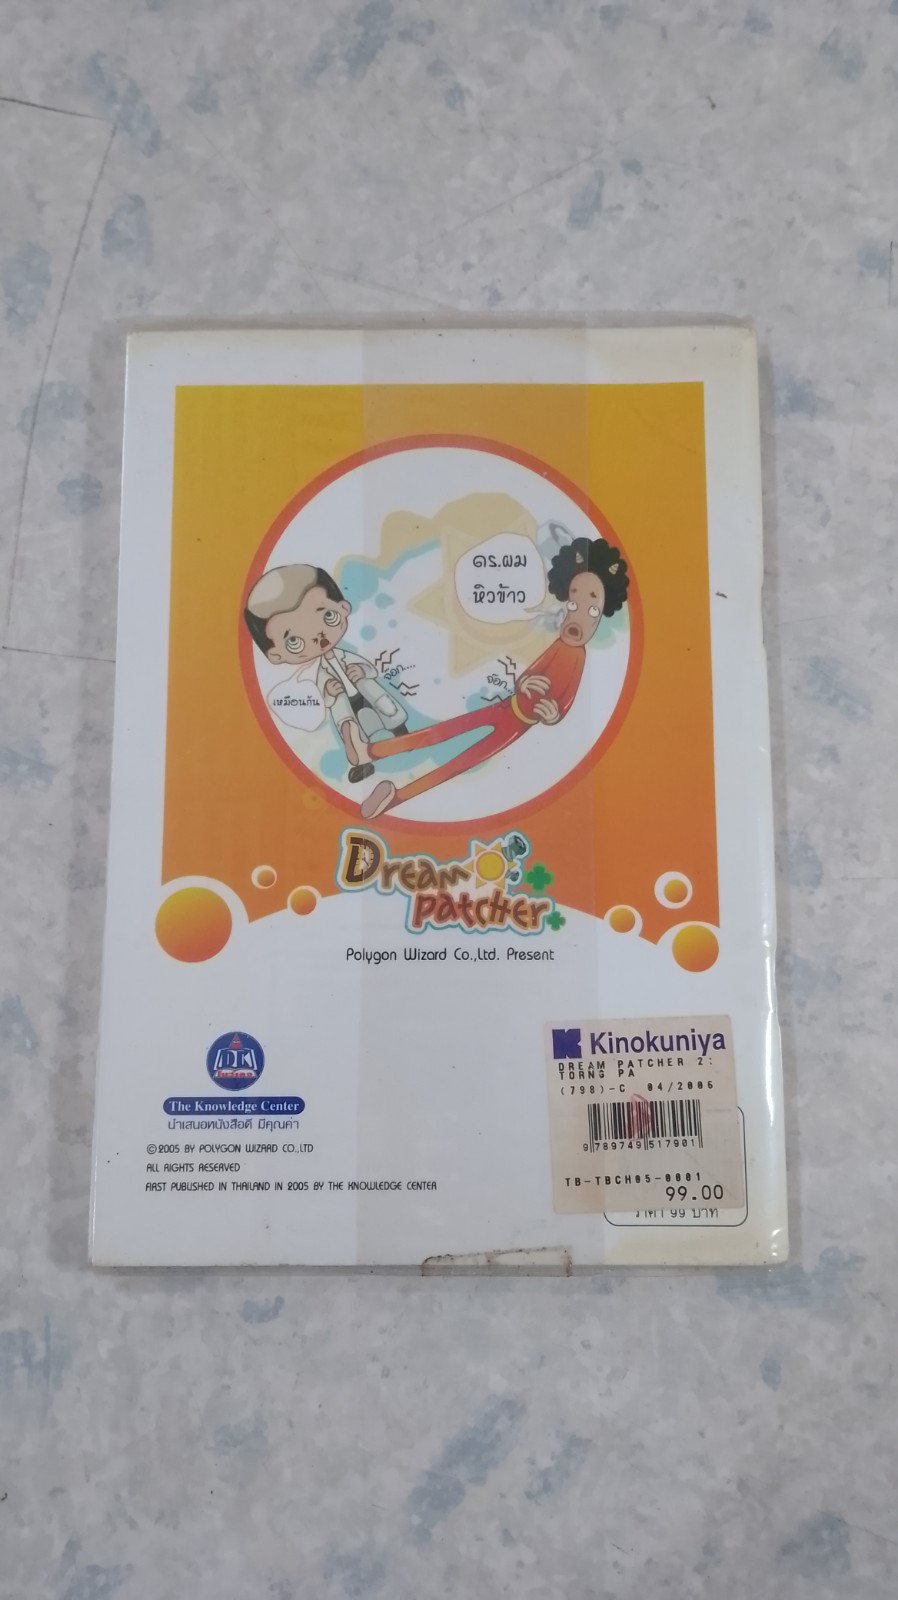 ดร.ผม
หิวข้าว
จ๊อก....
จ๊อก...
เหมือนกัน
Dream
patcher
Polygon Wizard Co.,Ltd. Present
DK
The Knowledge Center
นำเสนอหนังสือดี มีคุณค่า
©2005 BY POLYGON WIZARD CO.,LTD
ALL RIGHTS RESERVED
FIRST PUBLISHED IN THAILAND IN 2005 BY THE KNOWLEDGE CENTER
Kinokuniya
DREAM PATCHER 2:
TORNG PA
(798)-C 04/2006
9 789749 517901
TB-TBCH05-0001
99.00
ราคา 99 บาท